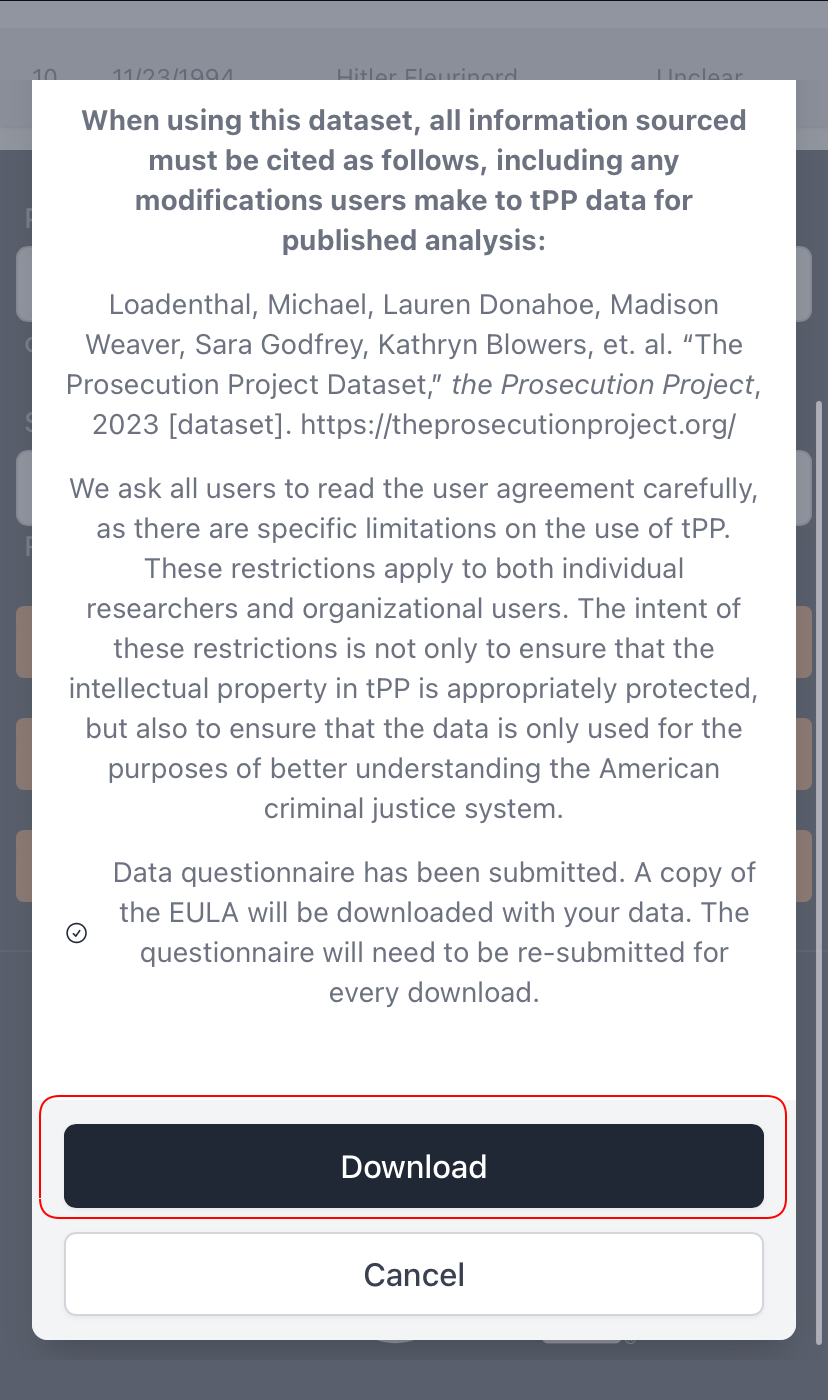 10 11/23/1994 Hitler Fleurinord Unclear
When using this dataset, all information sourced
must be cited as follows, including any
modifications users make to tPP data for
published analysis:
Loadenthal, Michael, Lauren Donahoe, Madison
Weaver, Sara Godfrey, Kathryn Blowers, et. al. “The
Prosecution Project Dataset,” the Prosecution Project,
2023 [dataset]. https://theprosecutionproject.org/
We ask all users to read the user agreement carefully,
as there are specific limitations on the use of tPP.
These restrictions apply to both individual
researchers and organizational users. The intent of
these restrictions is not only to ensure that the
intellectual property in tPP is appropriately protected,
but also to ensure that the data is only used for the
purposes of better understanding the American
criminal justice system.
Data questionnaire has been submitted. A copy of
the EULA will be downloaded with your data. The
questionnaire will need to be re-submitted for
every download.
Download
Cancel